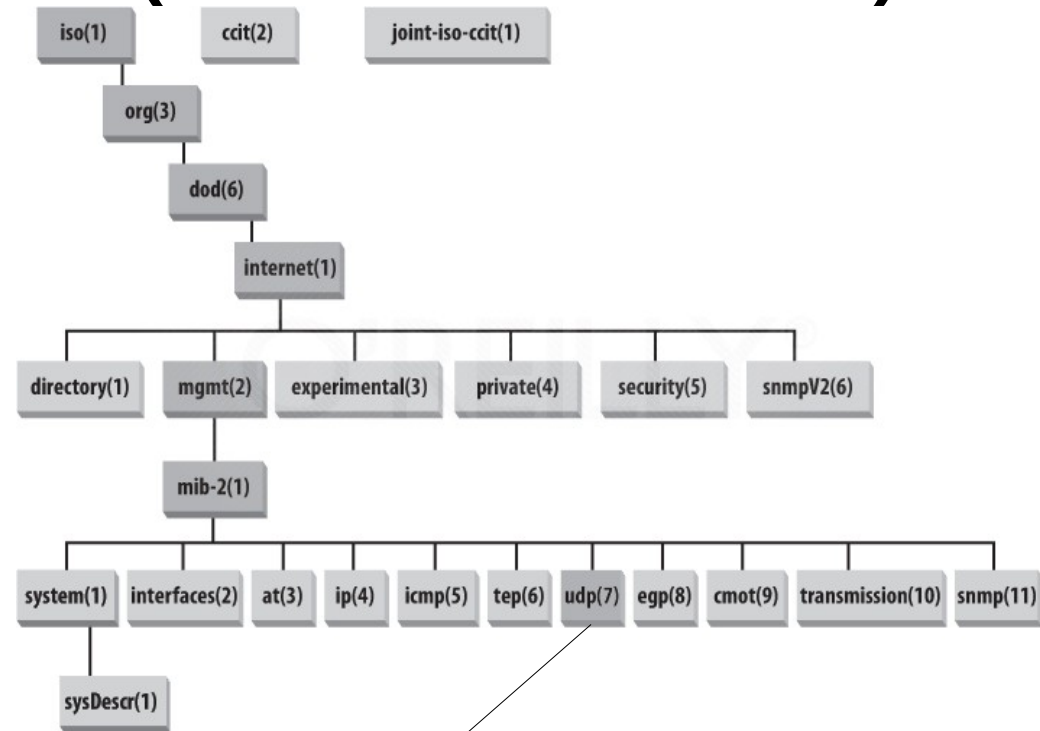 iso(1) ccit(2) joint-iso-ccit(1)
org(3)
dod(6)
internet(1)
directory(1) mgmt(2) experimental(3) private(4) security(5) snmpV2(6)
mib-2(1)
system(1) interfaces(2) at(3) ip(4) icmp(5) tep(6) udp(7) egp(8) cmot(9) transmission(10) snmp(11)
sysDescr(1)
O'REILLY®